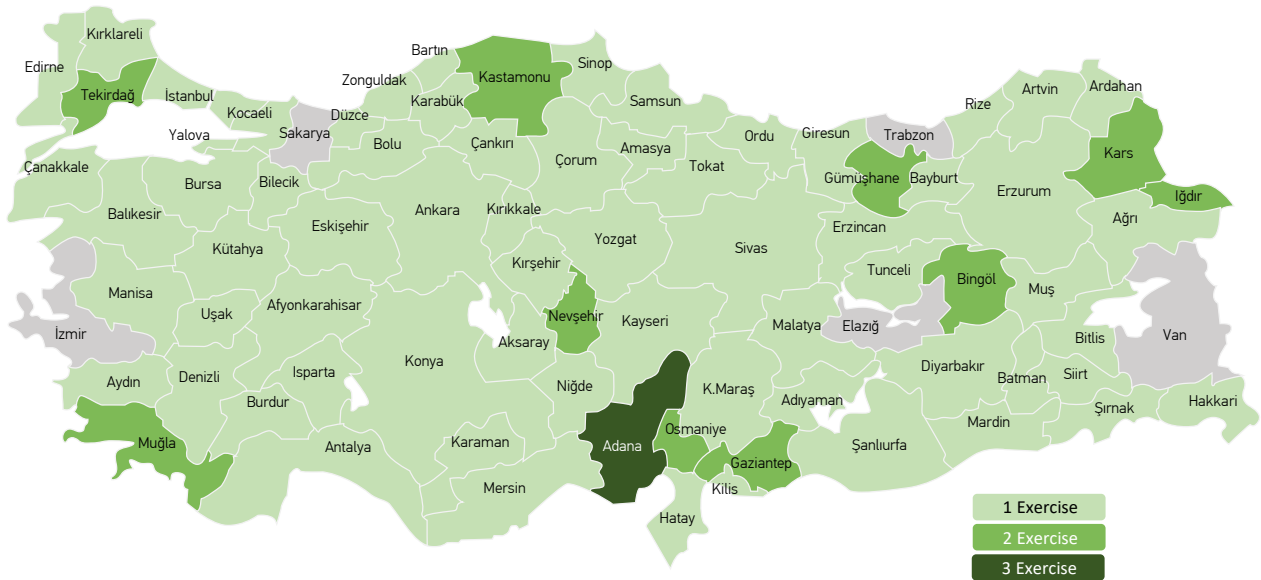 Kırklareli
Edirne
Tekirdağ
İstanbul
Kocaeli
Yalova
Sakarya
Düzce
Zonguldak
Bartın
Karabük
Kastamonu
Sinop
Samsun
Bolu
Çankırı
Çorum
Amasya
Tokat
Ordu
Giresun
Trabzon
Rize
Artvin
Ardahan
Kars
Iğdır
Gümüşhane
Bayburt
Erzurum
Ağrı
Çanakkale
Bursa
Bilecik
Balıkesir
Eskişehir
Ankara
Kırıkkale
Yozgat
Sivas
Erzincan
Kütahya
Kırşehir
Tunceli
Bingöl
Muş
Manisa
Uşak
Afyonkarahisar
Nevşehir
Kayseri
Malatya
Elazığ
Bitlis
Van
İzmir
Aksaray
Konya
Aydın
Denizli
Isparta
Niğde
K.Maraş
Adıyaman
Diyarbakır
Batman
Siirt
Şırnak
Hakkari
Burdur
Muğla
Antalya
Karaman
Adana
Osmaniye
Gaziantep
Şanlıurfa
Mardin
Mersin
Kilis
Hatay
1 Exercise
2 Exercise
3 Exercise